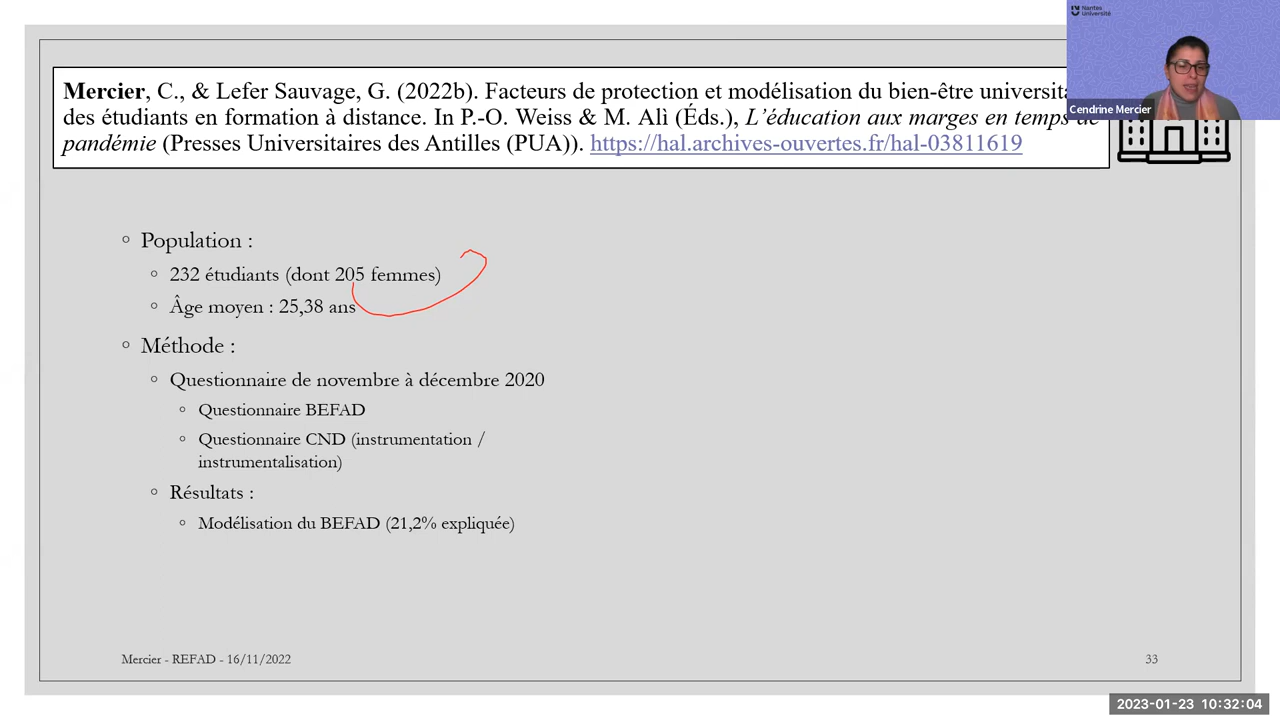 Nantes
Université
Cendrine Mercier
Mercier, C., & Lefer Sauvage, G. (2022b). Facteurs de protection et modélisation du bien-être
des étudiants en formation à distance. In P.-O. Weiss & M. Alì (Éds.), L'éducation aux marges en temps de
pandémie (Presses Universitaires des Antilles (PUA)). https://hal.archives-ouvertes.fr/hal-03811619
Population :
232 étudiants (dont 205 femmes)
Âge moyen : 25,38 ans
Méthode :
Questionnaire de novembre à décembre 2020
Questionnaire BEFAD
Questionnaire CND (instrumentation /
instrumentalisation)
Résultats :
Modélisation du BEFAD (21,2% expliquée)
Mercier - REFAD - 16/11/2022
33
2023-01-23 10:32:04